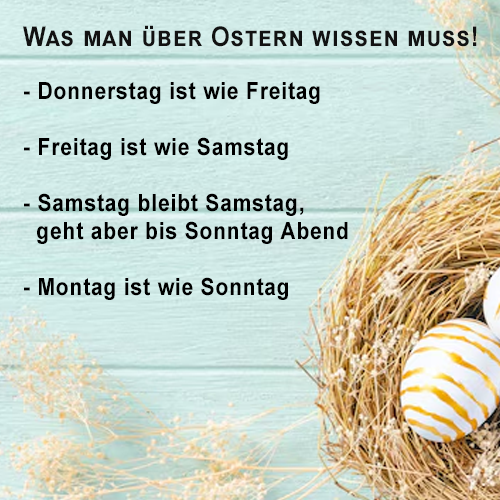 Was man über Ostern wissen muss!
- Donnerstag ist wie Freitag
- Freitag ist wie Samstag
- Samstag bleibt Samstag,
geht aber bis Sonntag Abend
- Montag ist wie Sonntag